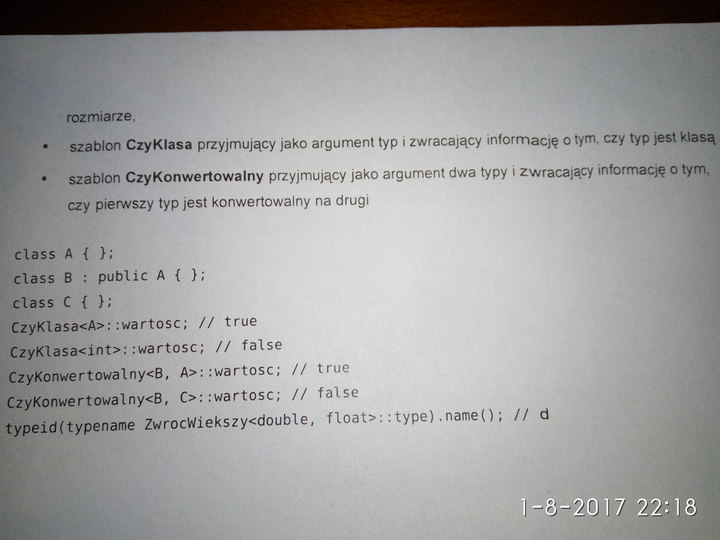 rozmiarze,
• szablon CzyKlasa przyjmujący jako argument typ i zwracający informację o tym, czy typ jest klasą
• szablon CzyKonwertowalny przyjmujący jako argument dwa typy i zwracający informację o tym,
czy pierwszy typ jest konwertowalny na drugi
class A { };
class B : public A { };
class C { };
CzyKlasa<A>::wartosc; // true
CzyKlasa<int>::wartosc; // false
CzyKonwertowalny<B, A>::wartosc; // true
CzyKonwertowalny<B, C>::wartosc; // false
typeid(typename ZwrocWiekszy<double, float>::type).name(); // d
1-8-2017 22:18